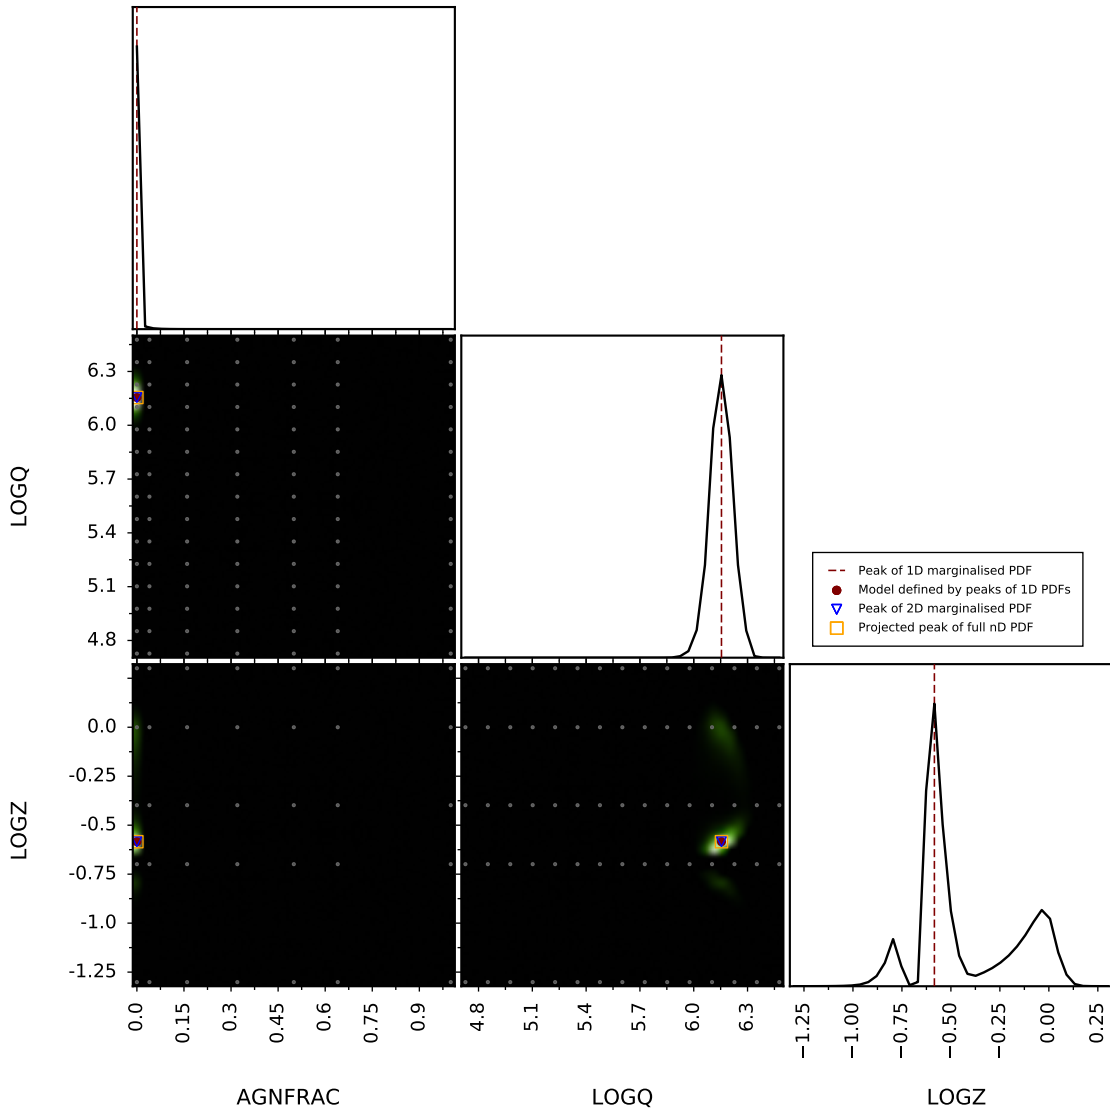 6.3
6.0
5.7
5.4
5.1
4.8
LOGQ
Peak of 1D marginalised PDF
Model defined by peaks of 1D PDFs
Peak of 2D marginalised PDF
Projected peak of full nD PDF
0.0
-0.25
-0.5
-0.75
-1.0
-1.25
LOGZ
0.0 0.15 0.3 0.45 0.6 0.75 0.9
4.8 5.1 5.4 5.7 6.0 6.3
−1.25 −1.00 −0.75 −0.50 −0.25 0.00 0.25
AGNFRAC
LOGQ
LOGZ